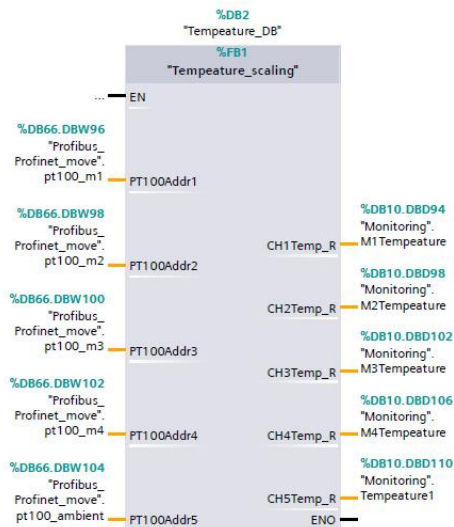 %DB2
"Tempeature_DB"
%FB1
"Tempeature_scaling"
... EN
%DB66.DBW96
"Profibus_
Profinet_move".
pt100_m1
PT100Addr1
%DB66.DBW98
"Profibus_
Profinet_move".
pt100_m2
PT100Addr2
%DB66.DBW100
"Profibus_
Profinet_move".
pt100_m3
PT100Addr3
%DB66.DBW102
"Profibus_
Profinet_move".
pt100_m4
PT100Addr4
%DB66.DBW104
"Profibus_
Profinet_move".
pt100_ambient
PT100Addr5
%DB10.DBD94
"Monitoring".
CH1Temp_R
M1Tempeature
%DB10.DBD98
"Monitoring".
CH2Temp_R
M2Tempeature
%DB10.DBD102
"Monitoring".
CH3Temp_R
M3Tempeature
%DB10.DBD106
"Monitoring".
CH4Temp_R
M4Tempeature
%DB10.DBD110
"Monitoring".
CH5Temp_R
Tempeature1
ENO